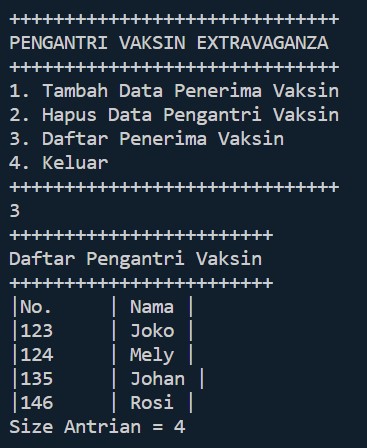 ++++++++++++++++++++++++++++++
PENGANTRI VAKSIN EXTRAVAGANZA
++++++++++++++++++++++++++++++
1. Tambah Data Penerima Vaksin
2. Hapus Data Pengantri Vaksin
3. Daftar Penerima Vaksin
4. Keluar
++++++++++++++++++++++++++++++
3
++++++++++++++++++++++++
Daftar Pengantri Vaksin
++++++++++++++++++++++++
|No.     | Nama |
|123     | Joko |
|124     | Mely |
|135     | Johan |
|146     | Rosi |
Size Antrian = 4